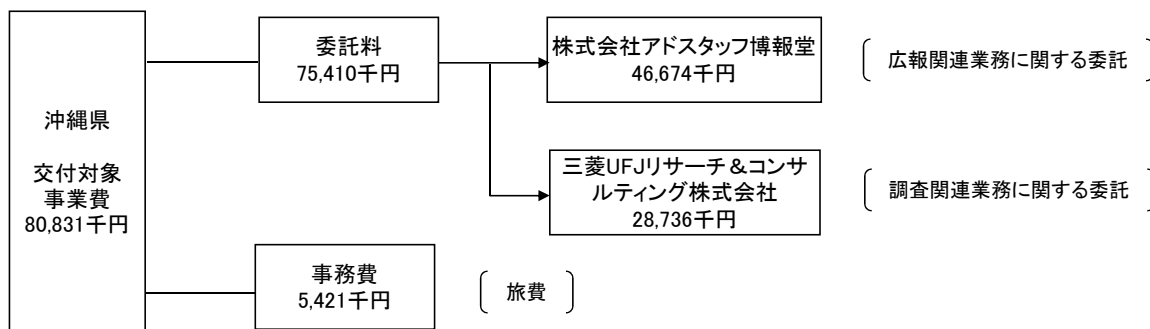 沖縄県
交付対象
事業費
80,831千円
委託料
75,410千円
株式会社アドスタッフ博報堂
46,674千円
広報関連業務に関する委託
三菱UFJリサーチ＆コンサ
ルティング株式会社
28,736千円
調査関連業務に関する委託
事務費
5,421千円
旅費